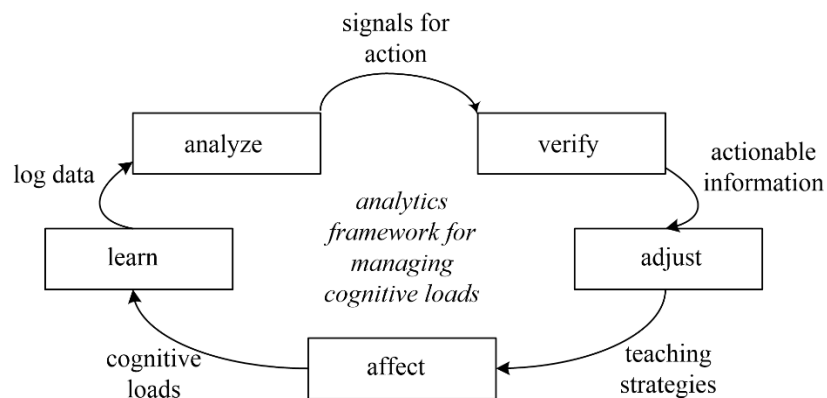 signals for
action
analyze
verify
log data
actionable
information
analytics
framework for
managing
cognitive loads
learn
adjust
cognitive
loads
affect
teaching
strategies